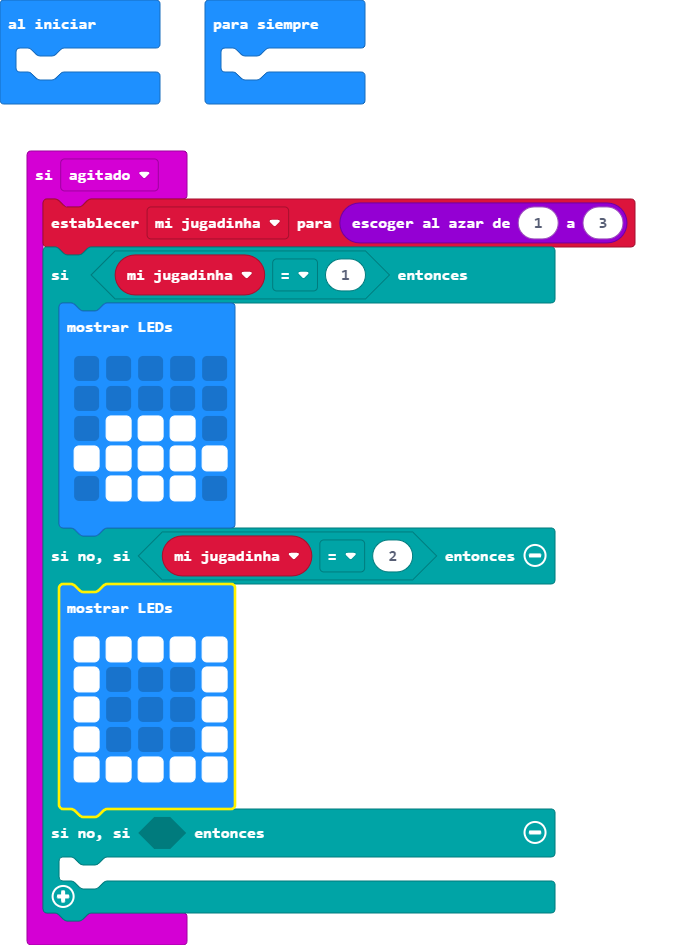 al iniciar
para siempre
si agitado
establecer mi jugadinha para escoger al azar de 1 a 3
si mi jugadinha = 1 entonces
mostrar LEDs
si no, si mi jugadinha = 2 entonces
mostrar LEDs
si no, si entonces